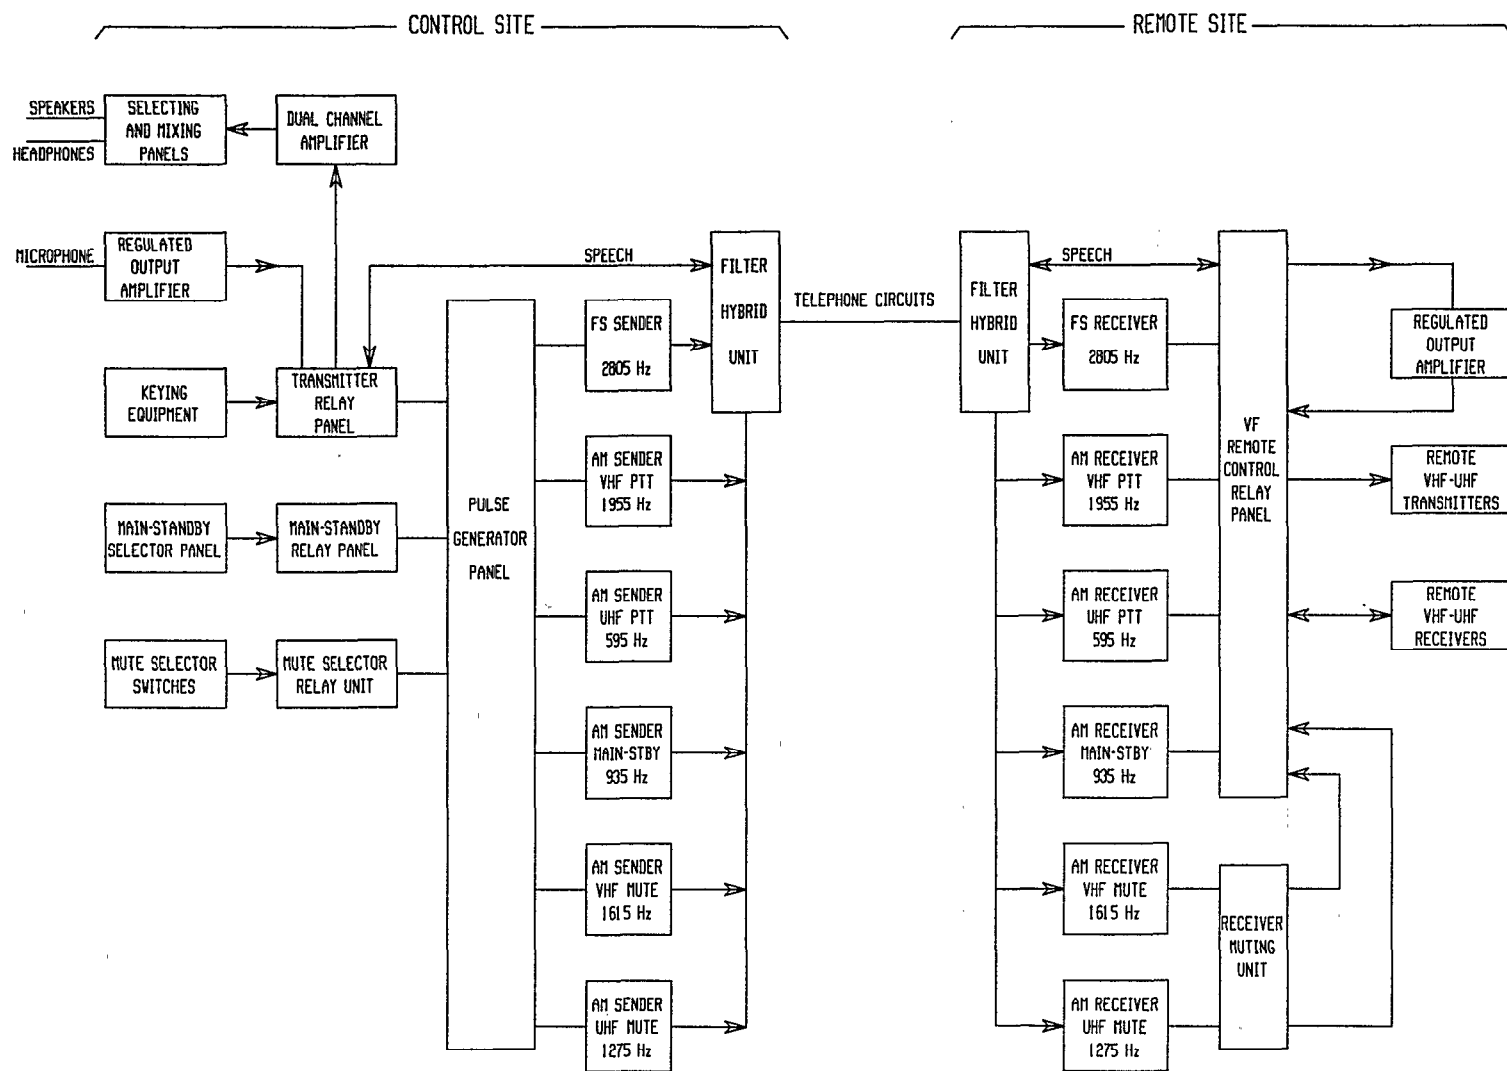 CONTROL SITE
REMOTE SITE
SPEAKERS
HEADPHONES
SELECTING
AND MIXING
PANELS
DUAL CHANNEL
AMPLIFIER
MICROPHONE
REGULATED
OUTPUT
AMPLIFIER
SPEECH
KEYING
EQUIPMENT
TRANSMITTER
RELAY
PANEL
MAIN-STANDBY
SELECTOR PANEL
MAIN-STANDBY
RELAY PANEL
MUTE SELECTOR
SWITCHES
MUTE SELECTOR
RELAY UNIT
PULSE
GENERATOR
PANEL
FS SENDER
2805 Hz
AM SENDER
VHF PTT
1955 Hz
AM SENDER
UHF PTT
595 Hz
AM SENDER
MAIN-STBY
935 Hz
AM SENDER
VHF MUTE
1615 Hz
AM SENDER
UHF MUTE
1275 Hz
FILTER
HYBRID
UNIT
TELEPHONE CIRCUITS
FILTER
HYBRID
UNIT
SPEECH
FS RECEIVER
2805 Hz
AM RECEIVER
VHF PTT
1955 Hz
AM RECEIVER
UHF PTT
595 Hz
AM RECEIVER
MAIN-STBY
935 Hz
AM RECEIVER
VHF MUTE
1615 Hz
AM RECEIVER
UHF MUTE
1275 Hz
VF
REMOTE
CONTROL
RELAY
PANEL
RECEIVER
MUTING
UNIT
REGULATED
OUTPUT
AMPLIFIER
REMOTE
VHF-UHF
TRANSMITTERS
REMOTE
VHF-UHF
RECEIVERS